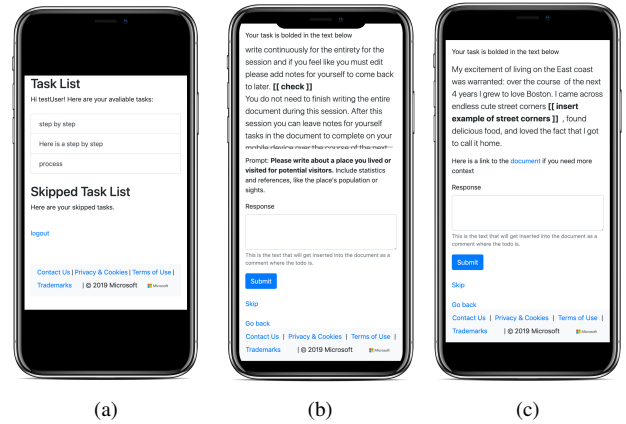 Task List
Hi testUser! Here are your avaliable tasks:
step by step
Here is a step by step
process
Skipped Task List
Here are your skipped tasks.
logout
Contact Us | Privacy & Cookies | Terms of Use |
Trademarks | © 2019 Microsoft Microsoft
(a)
Your task is bolded in the text below
write continuously for the entirety for the
session and if you feel like you must edit
please add notes for yourself to come back
to later. [[ check ]]
You do not need to finish writing the entire
document during this session. After this
session you can leave notes for yourself
tasks in the document to complete on your
mobile device over the course of the next
Prompt: Please write about a place you lived or
visited for potential visitors. Include statistics
and references, like the place's population or
sights.
Response
This is the text that will get inserted into the document as a
comment where the todo is.
Submit
Skip
Go back
Contact Us | Privacy & Cookies | Terms of Use |
Trademarks | © 2019 Microsoft Microsoft
(b)
Your task is bolded in the text below
My excitement of living on the East coast
was warranted: over the course of the next
4 years I grew to love Boston. I came across
endless cute street corners [[ insert
example of street corners ]] , found
delicious food, and loved the fact that I got
to call it home.
Here is a link to the document if you need more
context
Response
This is the text that will get inserted into the document as a
comment where the todo is.
Submit
Skip
Go back
Contact Us | Privacy & Cookies | Terms of Use |
Trademarks | © 2019 Microsoft Microsoft
(c)